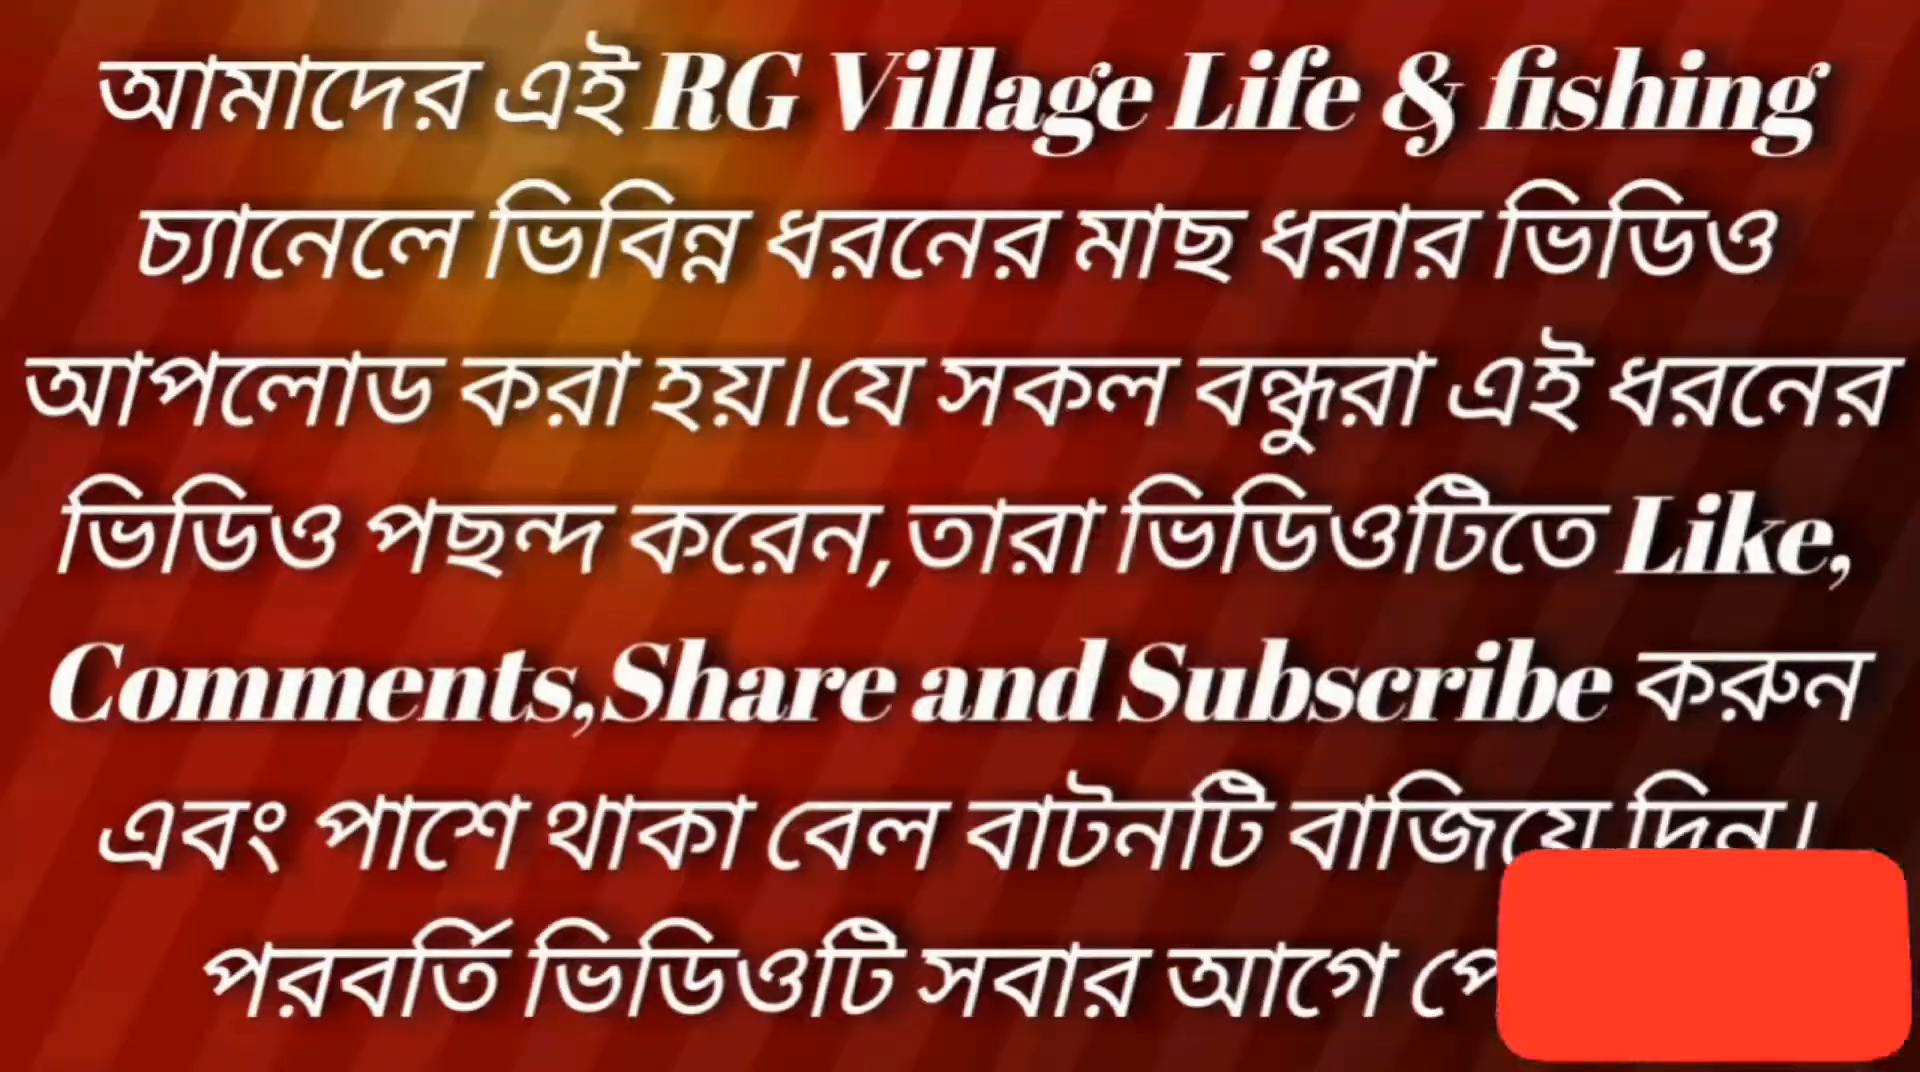 আমাদের এই RG Village Life & fishing
চ্যানেলে ভিবিন্ন ধরনের মাছ ধরার ভিডিও
আপলোড করা হয়।যে সকল বন্ধুরা এই ধরনের
ভিডিও পছন্দ করেন,তারা ভিডিওটিতে Like,
Comments,Share and Subscribe করুন
এবং পাশে থাকা বেল বাটনটি বাজিয়ে দিন।
পরবর্তি ভিডিওটি সবার আগে